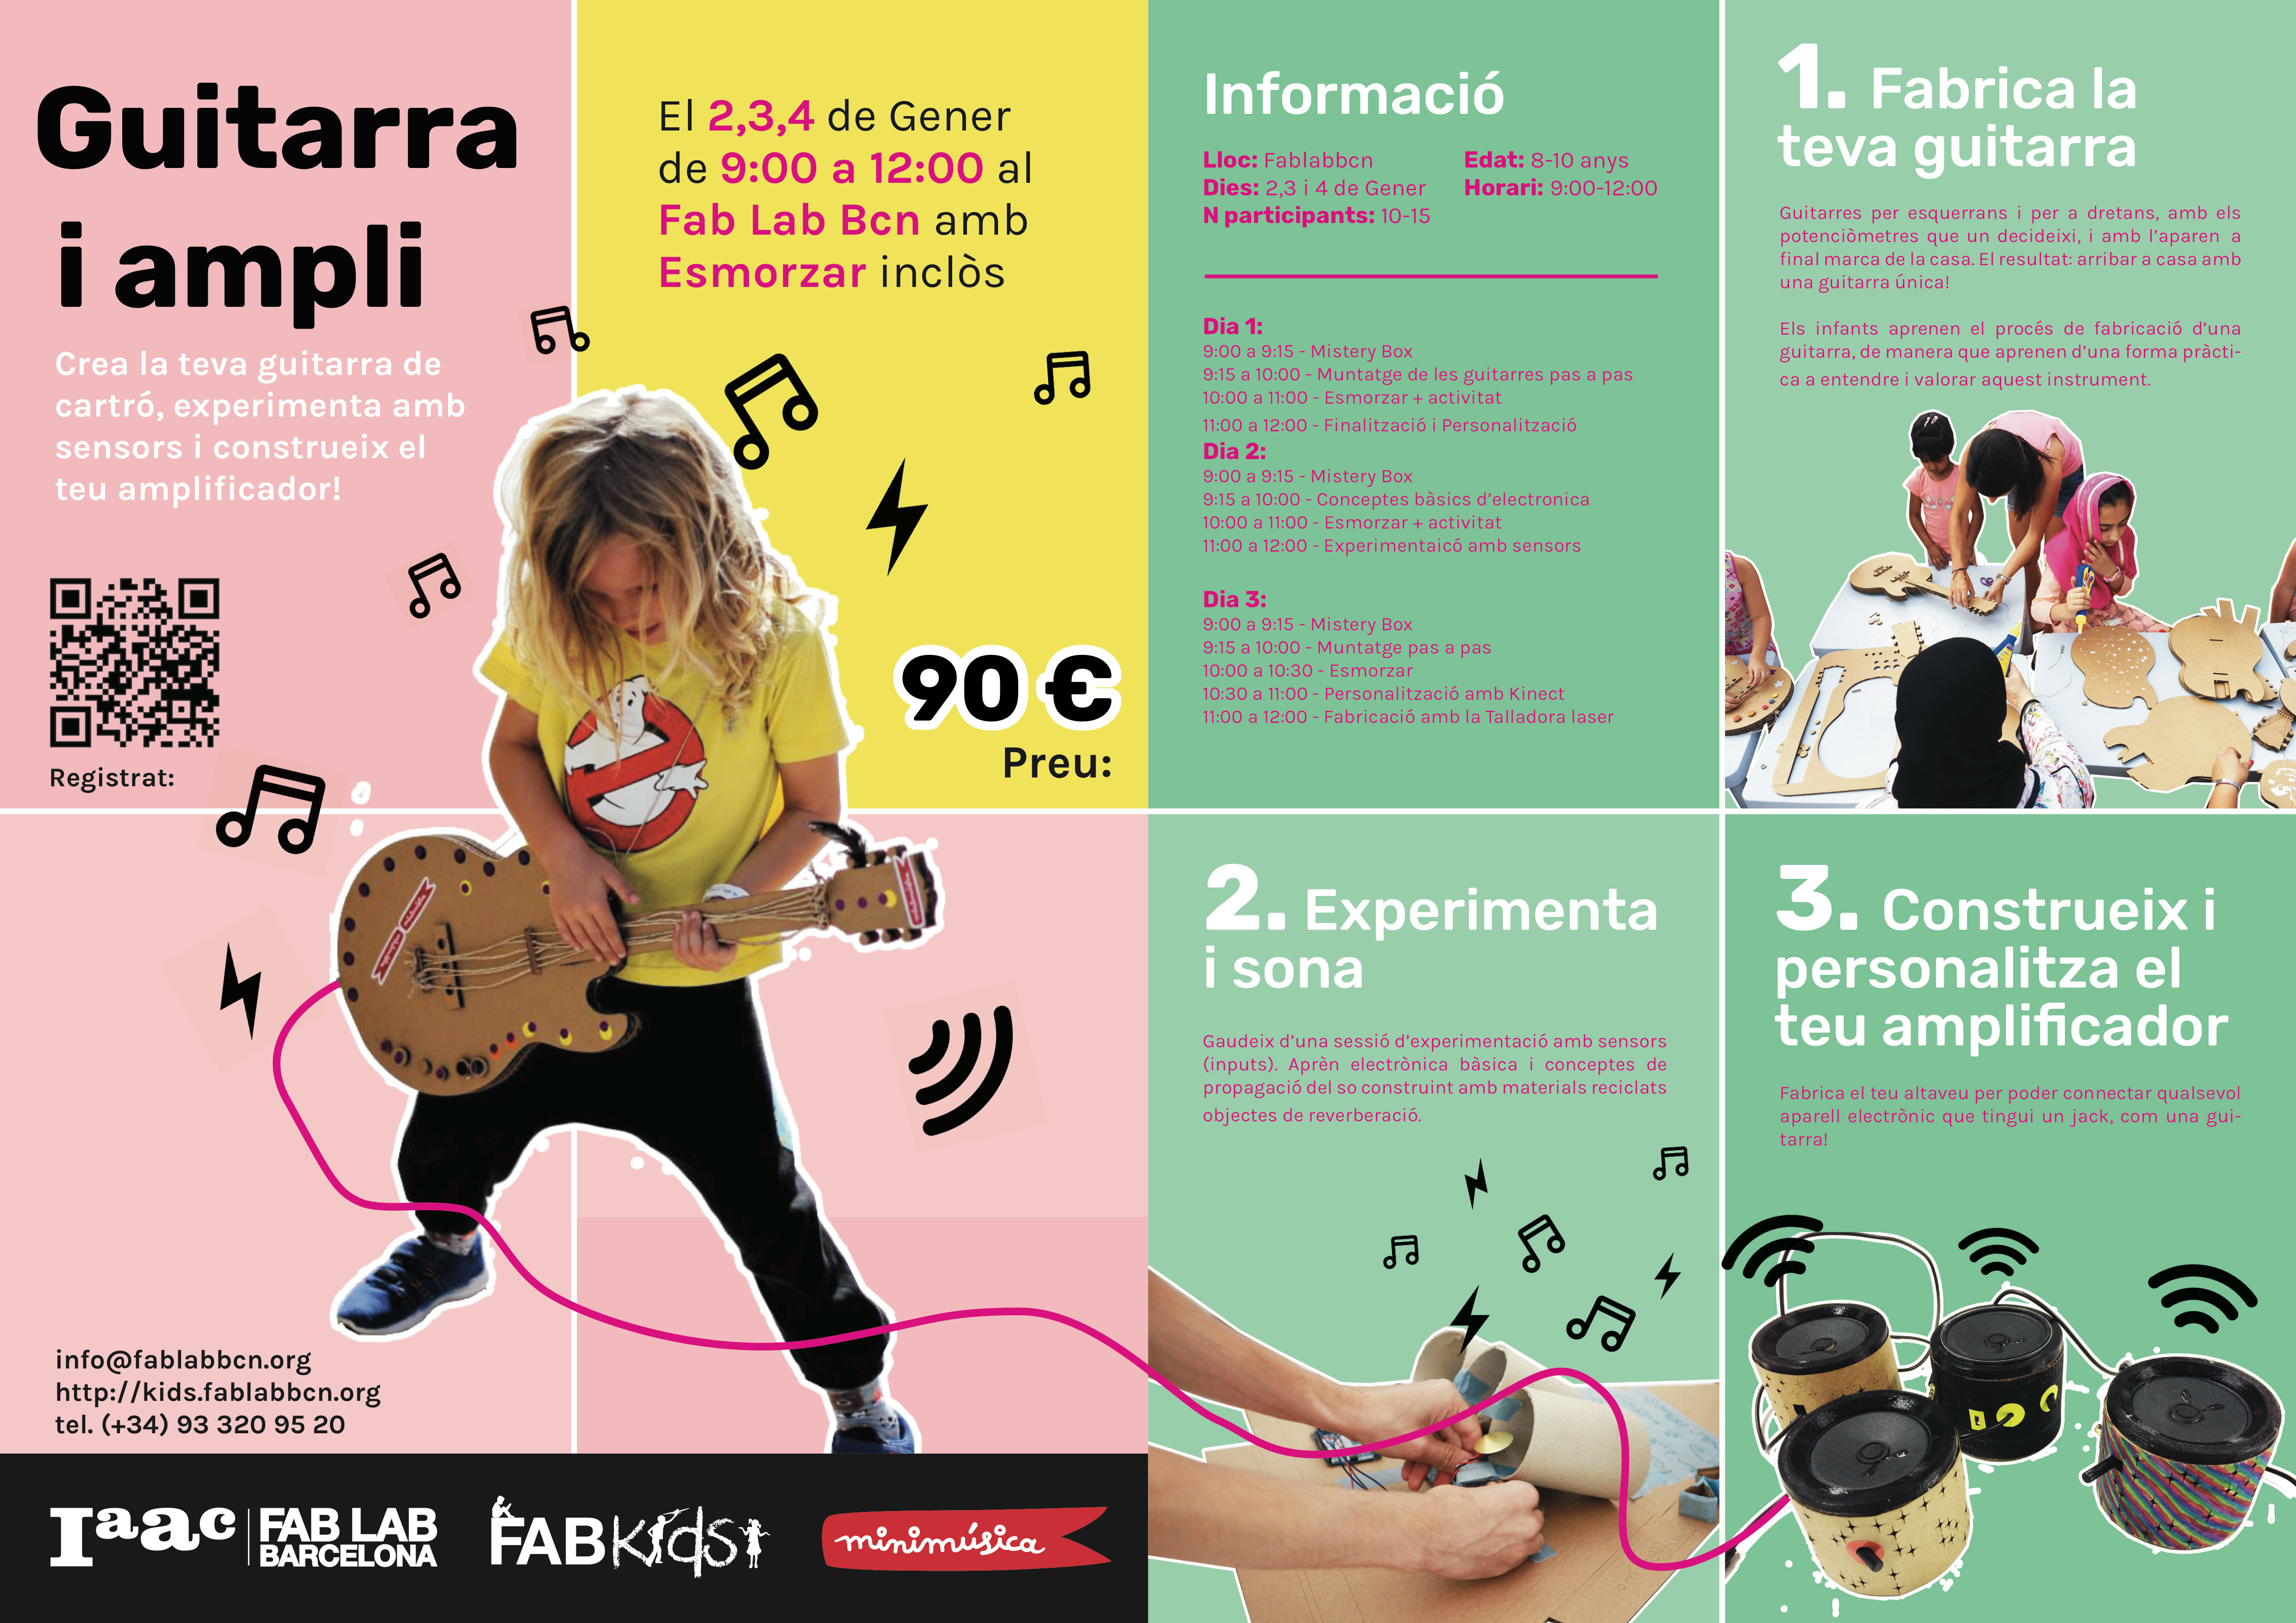 Guitarra
i ampli
Crea la teva guitarra de
cartró, experimenta amb
sensors i construeix el
teu amplificador!
Registrat:
El 2,3,4 de Gener
de 9:00 a 12:00 al
Fab Lab Bcn amb
Esmorzar inclòs
90 €
Preu:
info@fablabbcn.org
http://kids.fablabbcn.org
tel. (+34) 93 320 95 20
Iaac
FAB LAB
BARCELONA
FABKids
minimúsica
Informació
Lloc: Fablabbcn
Dies: 2,3 i 4 de Gener
N participants: 10-15
Edat: 8-10 anys
Horari: 9:00-12:00
Dia 1:
9:00 a 9:15 - Mistery Box
9:15 a 10:00 - Muntatge de les guitarres pas a pas
10:00 a 11:00 - Esmorzar + activitat
11:00 a 12:00 - Finalització i Personalització
Dia 2:
9:00 a 9:15 - Mistery Box
9:15 a 10:00 - Conceptes bàsics d'electronica
10:00 a 11:00 - Esmorzar + activitat
11:00 a 12:00 - Experimentaicó amb sensors
Dia 3:
9:00 a 9:15 - Mistery Box
9:15 a 10:00 - Muntatge pas a pas
10:00 a 10:30 - Esmorzar
10:30 a 11:00 - Personalització amb Kinect
11:00 a 12:00 - Fabricació amb la Talladora laser
1. Fabrica la
teva guitarra
Guitarres per esquerrans i per a dretans, amb els
potenciòmetres que un decideixi, i amb l'aparen a
final marca de la casa. El resultat: arribar a casa amb
una guitarra única!
Els infants aprenen el procés de fabricació d'una
guitarra, de manera que aprenen d'una forma pràcti-
ca a entendre i valorar aquest instrument.
2. Experimenta
i sona
Gaudeix d'una sessió d'experimentació amb sensors
(inputs). Aprèn electrònica bàsica i conceptes de
propagació del so construint amb materials reciclats
objectes de reverberació.
3. Construeix i
personalitza el
teu amplificador
Fabrica el teu altaveu per poder connectar qualsevol
aparell electrònic que tingui un jack, com una gui-
tarra!